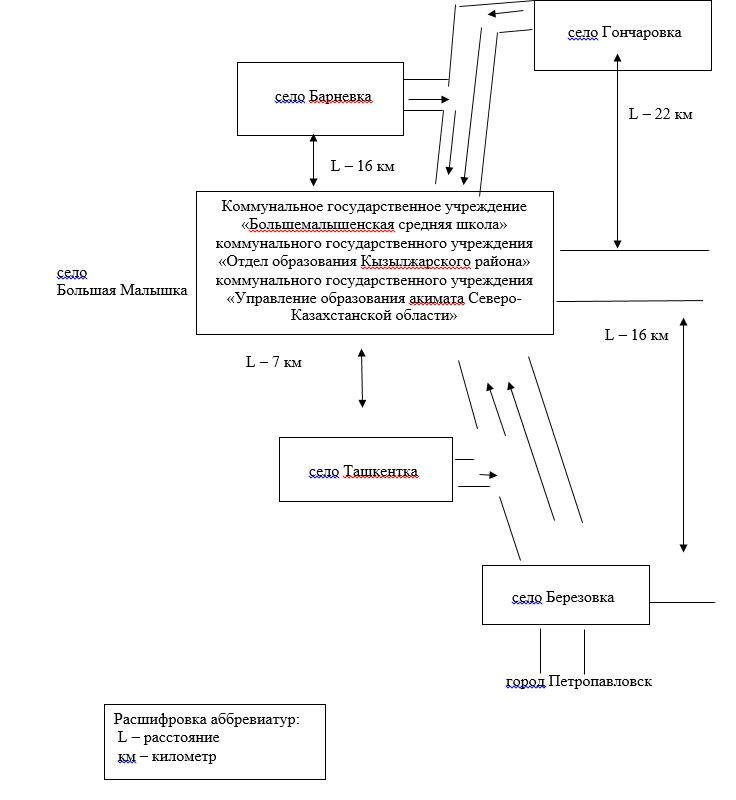 село Гончаровка
село Барневка
L – 22 км
L – 16 км
Коммунальное государственное учреждение
«Большемалышенская средняя школа»
коммунального государственного учреждения
«Отдел образования Кызылжарского района»
коммунального государственного учреждения
«Управление образования акимата Северо-
Казахстанской области»
село
Большая Малышка
L – 16 км
L – 7 км
село Ташкентка
село Березовка
город Петропавловск
Расшифровка аббревиатур:
L – расстояние
км – километр